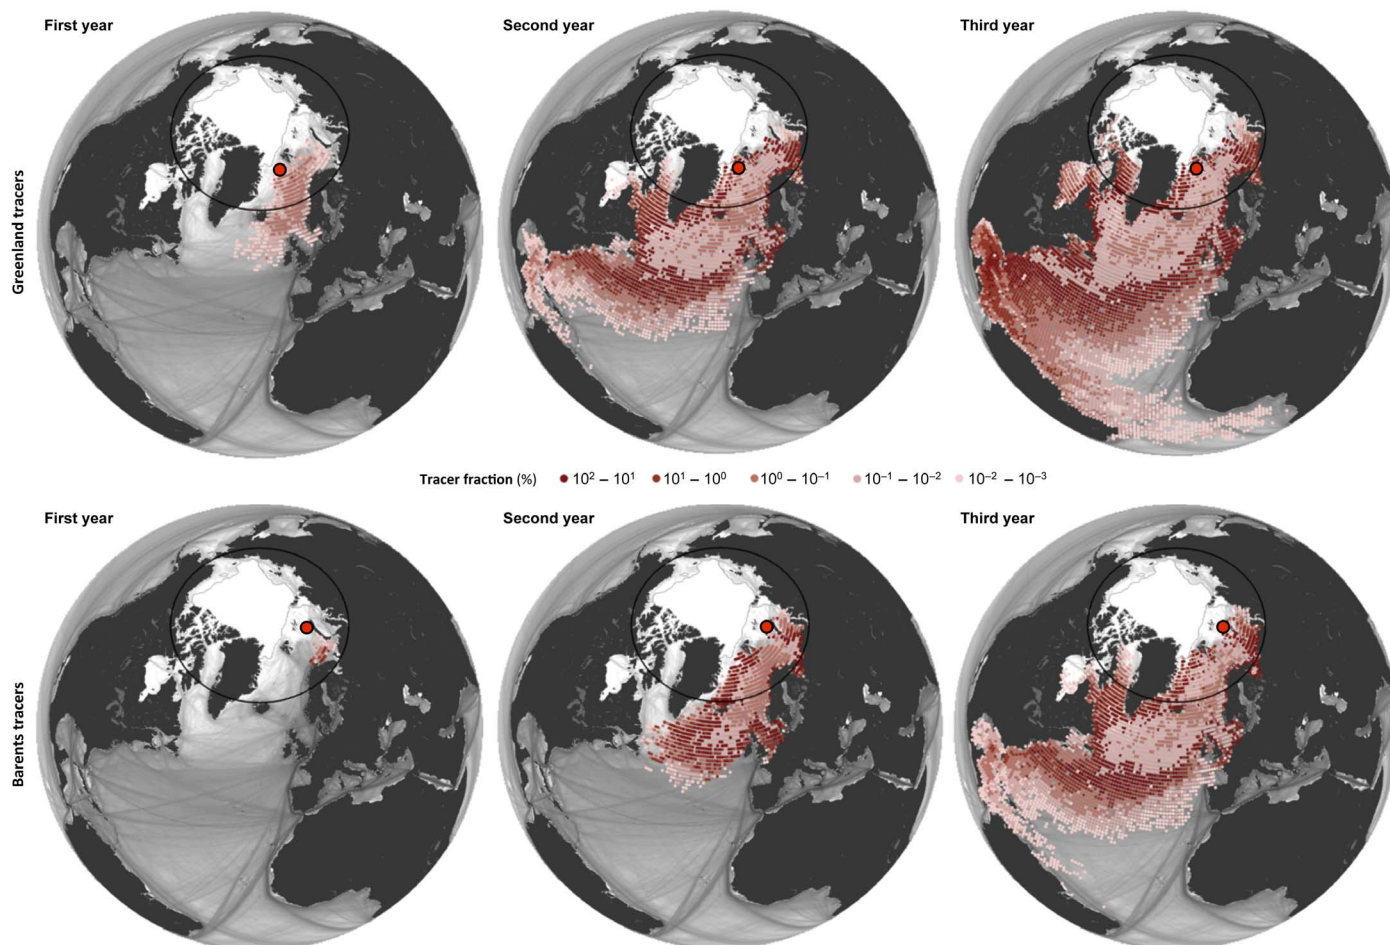 First year
Second year
Third year
Greenland tracers
Tracer fraction (%) 10² – 10¹ 10¹ – 10⁰ 10⁰ – 10⁻¹ 10⁻¹ – 10⁻² 10⁻² – 10⁻³
First year
Second year
Third year
Barents tracers